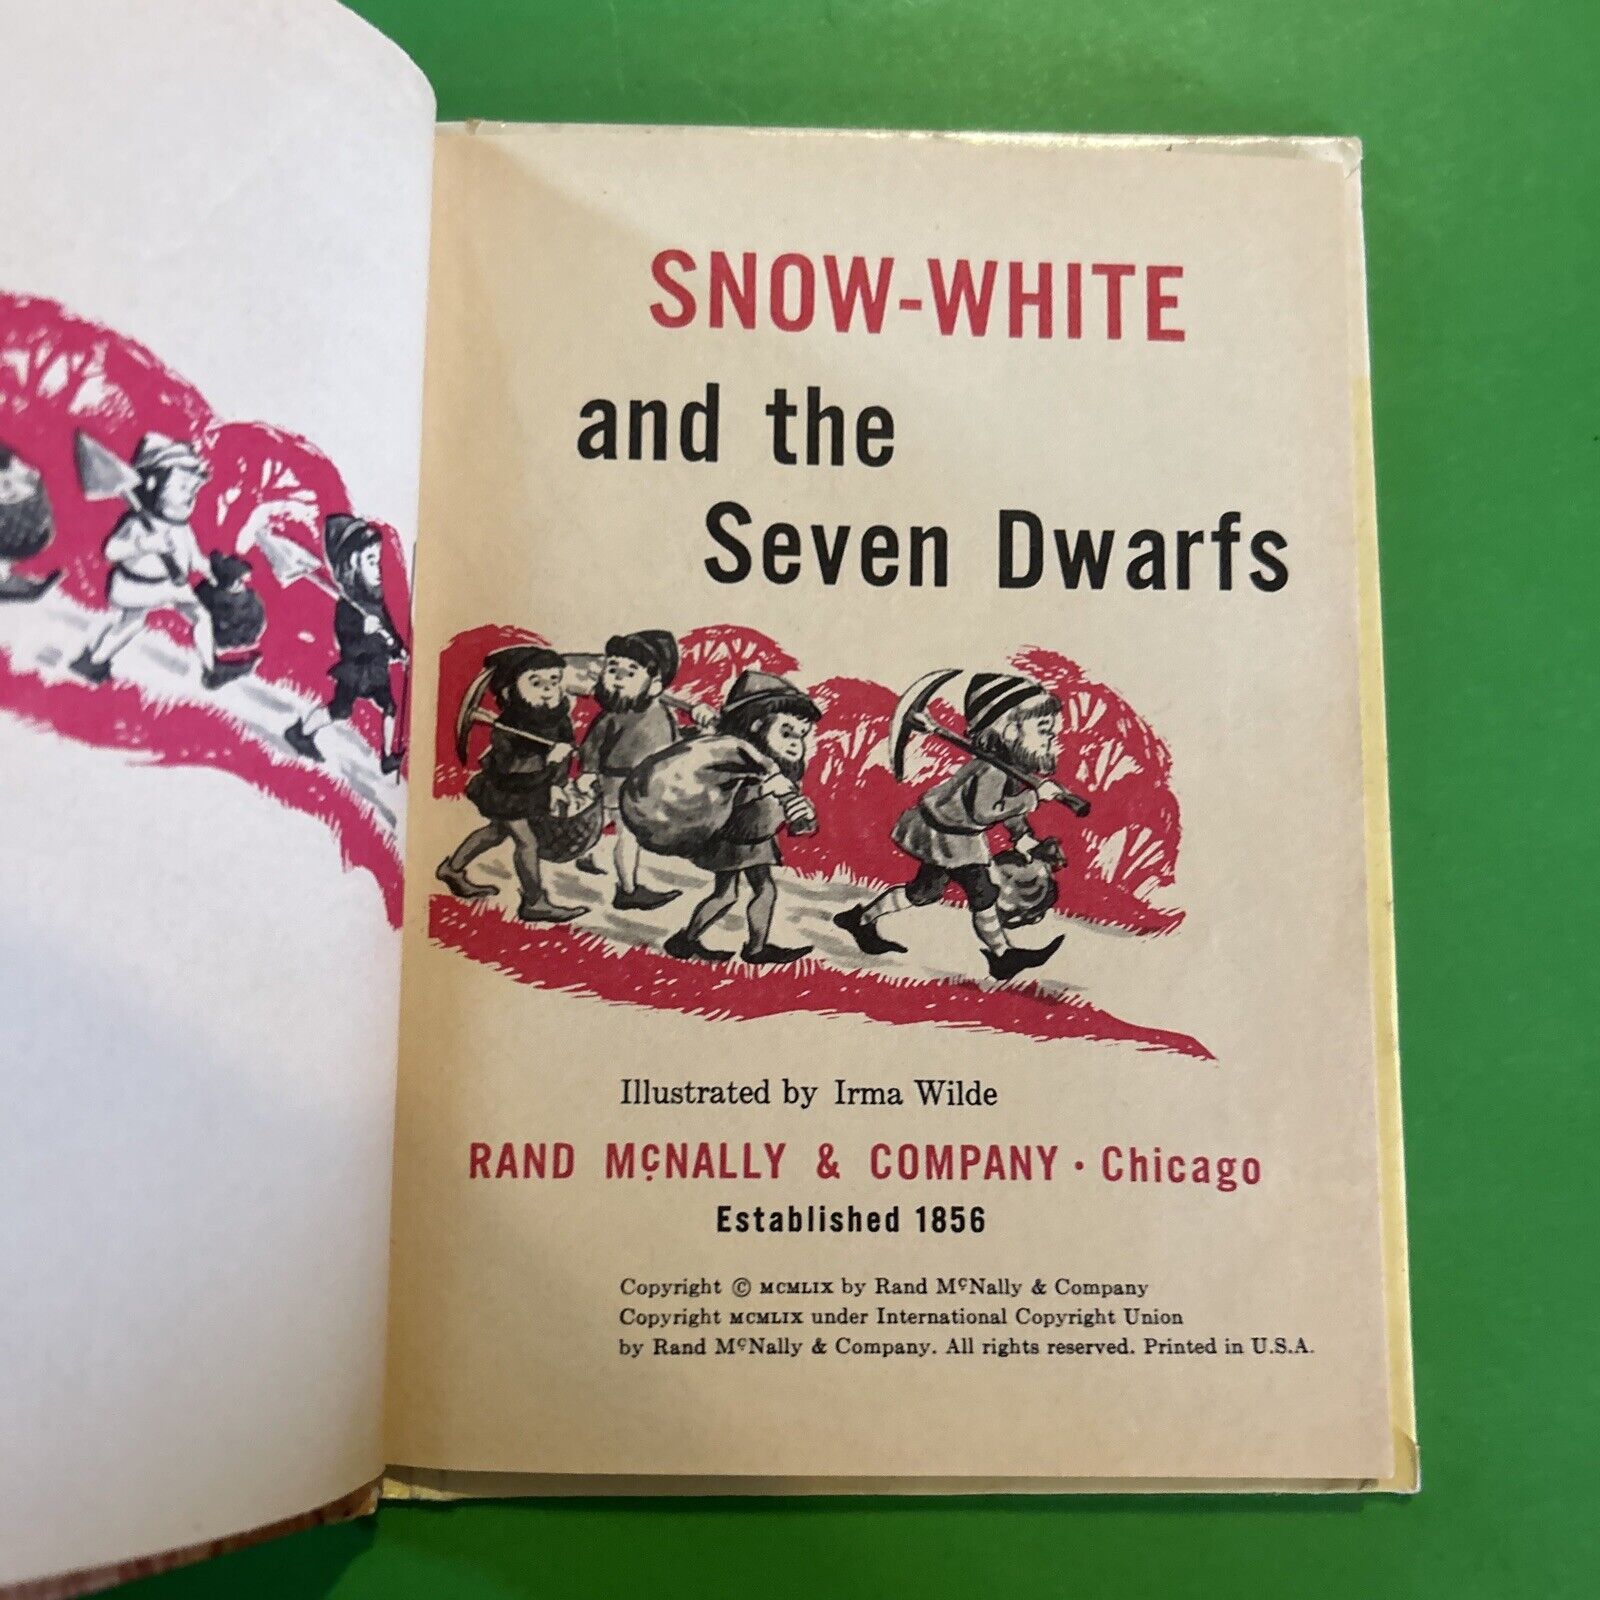 SNOW-WHITE
and the
Seven Dwarfs
Illustrated by Irma Wilde
RAND McNALLY & COMPANY · Chicago
Established 1856
Copyright © MCMLIX by Rand McNally & Company
Copyright MCMLIX under International Copyright Union
by Rand McNally & Company. All rights reserved. Printed in U.S.A.